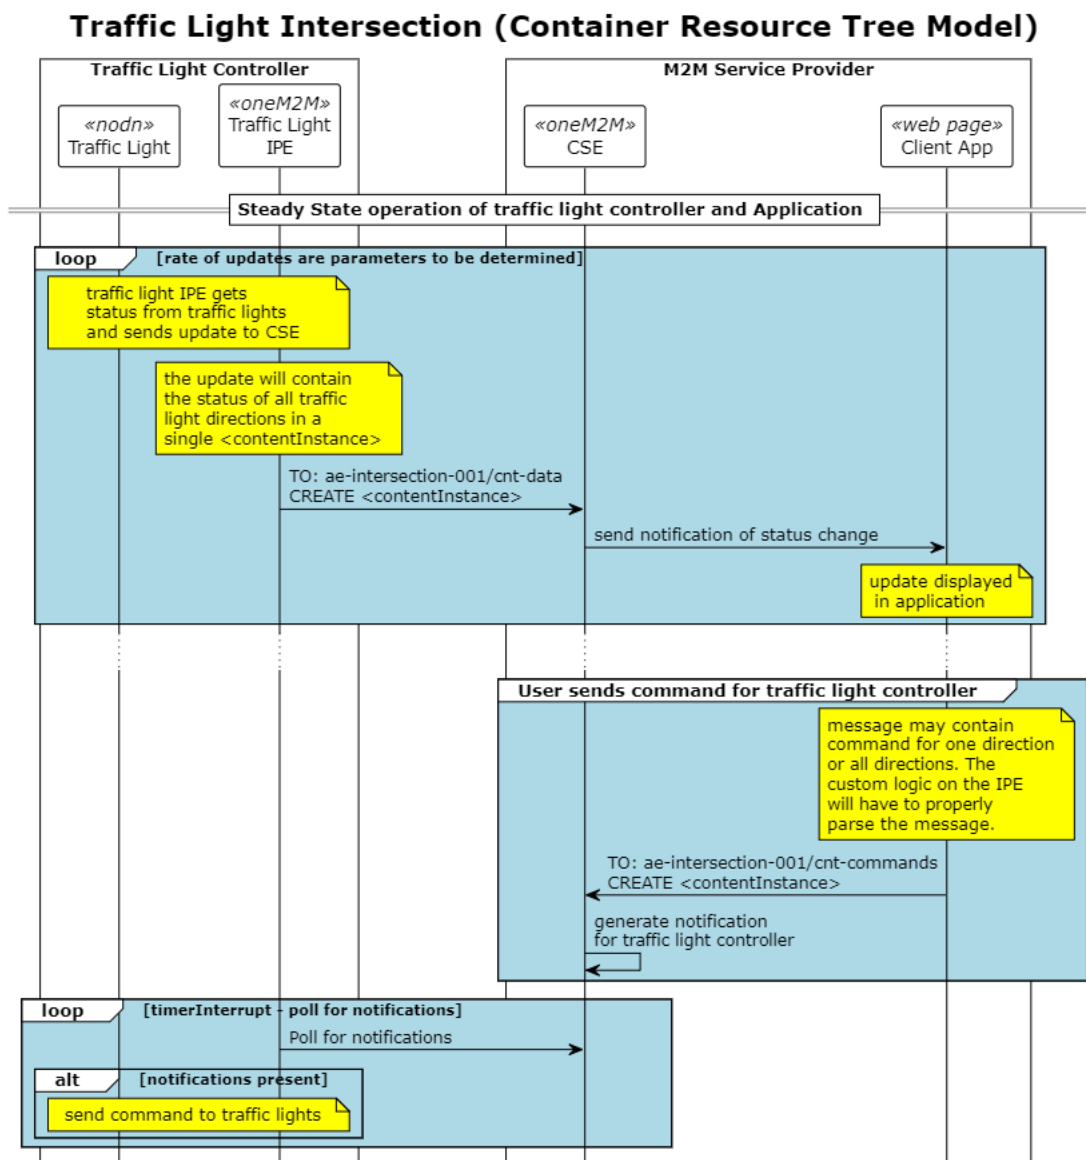 Traffic Light Intersection (Container Resource Tree Model)
Traffic Light Controller
M2M Service Provider
«nodn»
Traffic Light
«oneM2M»
Traffic Light
IPE
«oneM2M»
CSE
«web page»
Client App
Steady State operation of traffic light controller and Application
loop
[rate of updates are parameters to be determined]
traffic light IPE gets
status from traffic lights
and sends update to CSE
the update will contain
the status of all traffic
light directions in a
single <contentInstance>
TO: ae-intersection-001/cnt-data
CREATE <contentInstance>
send notification of status change
update displayed
in application
User sends command for traffic light controller
message may contain
command for one direction
or all directions. The
custom logic on the IPE
will have to properly
parse the message.
TO: ae-intersection-001/cnt-commands
CREATE <contentInstance>
generate notification
for traffic light controller
loop
[timerInterrupt - poll for notifications]
Poll for notifications
alt
[notifications present]
send command to traffic lights